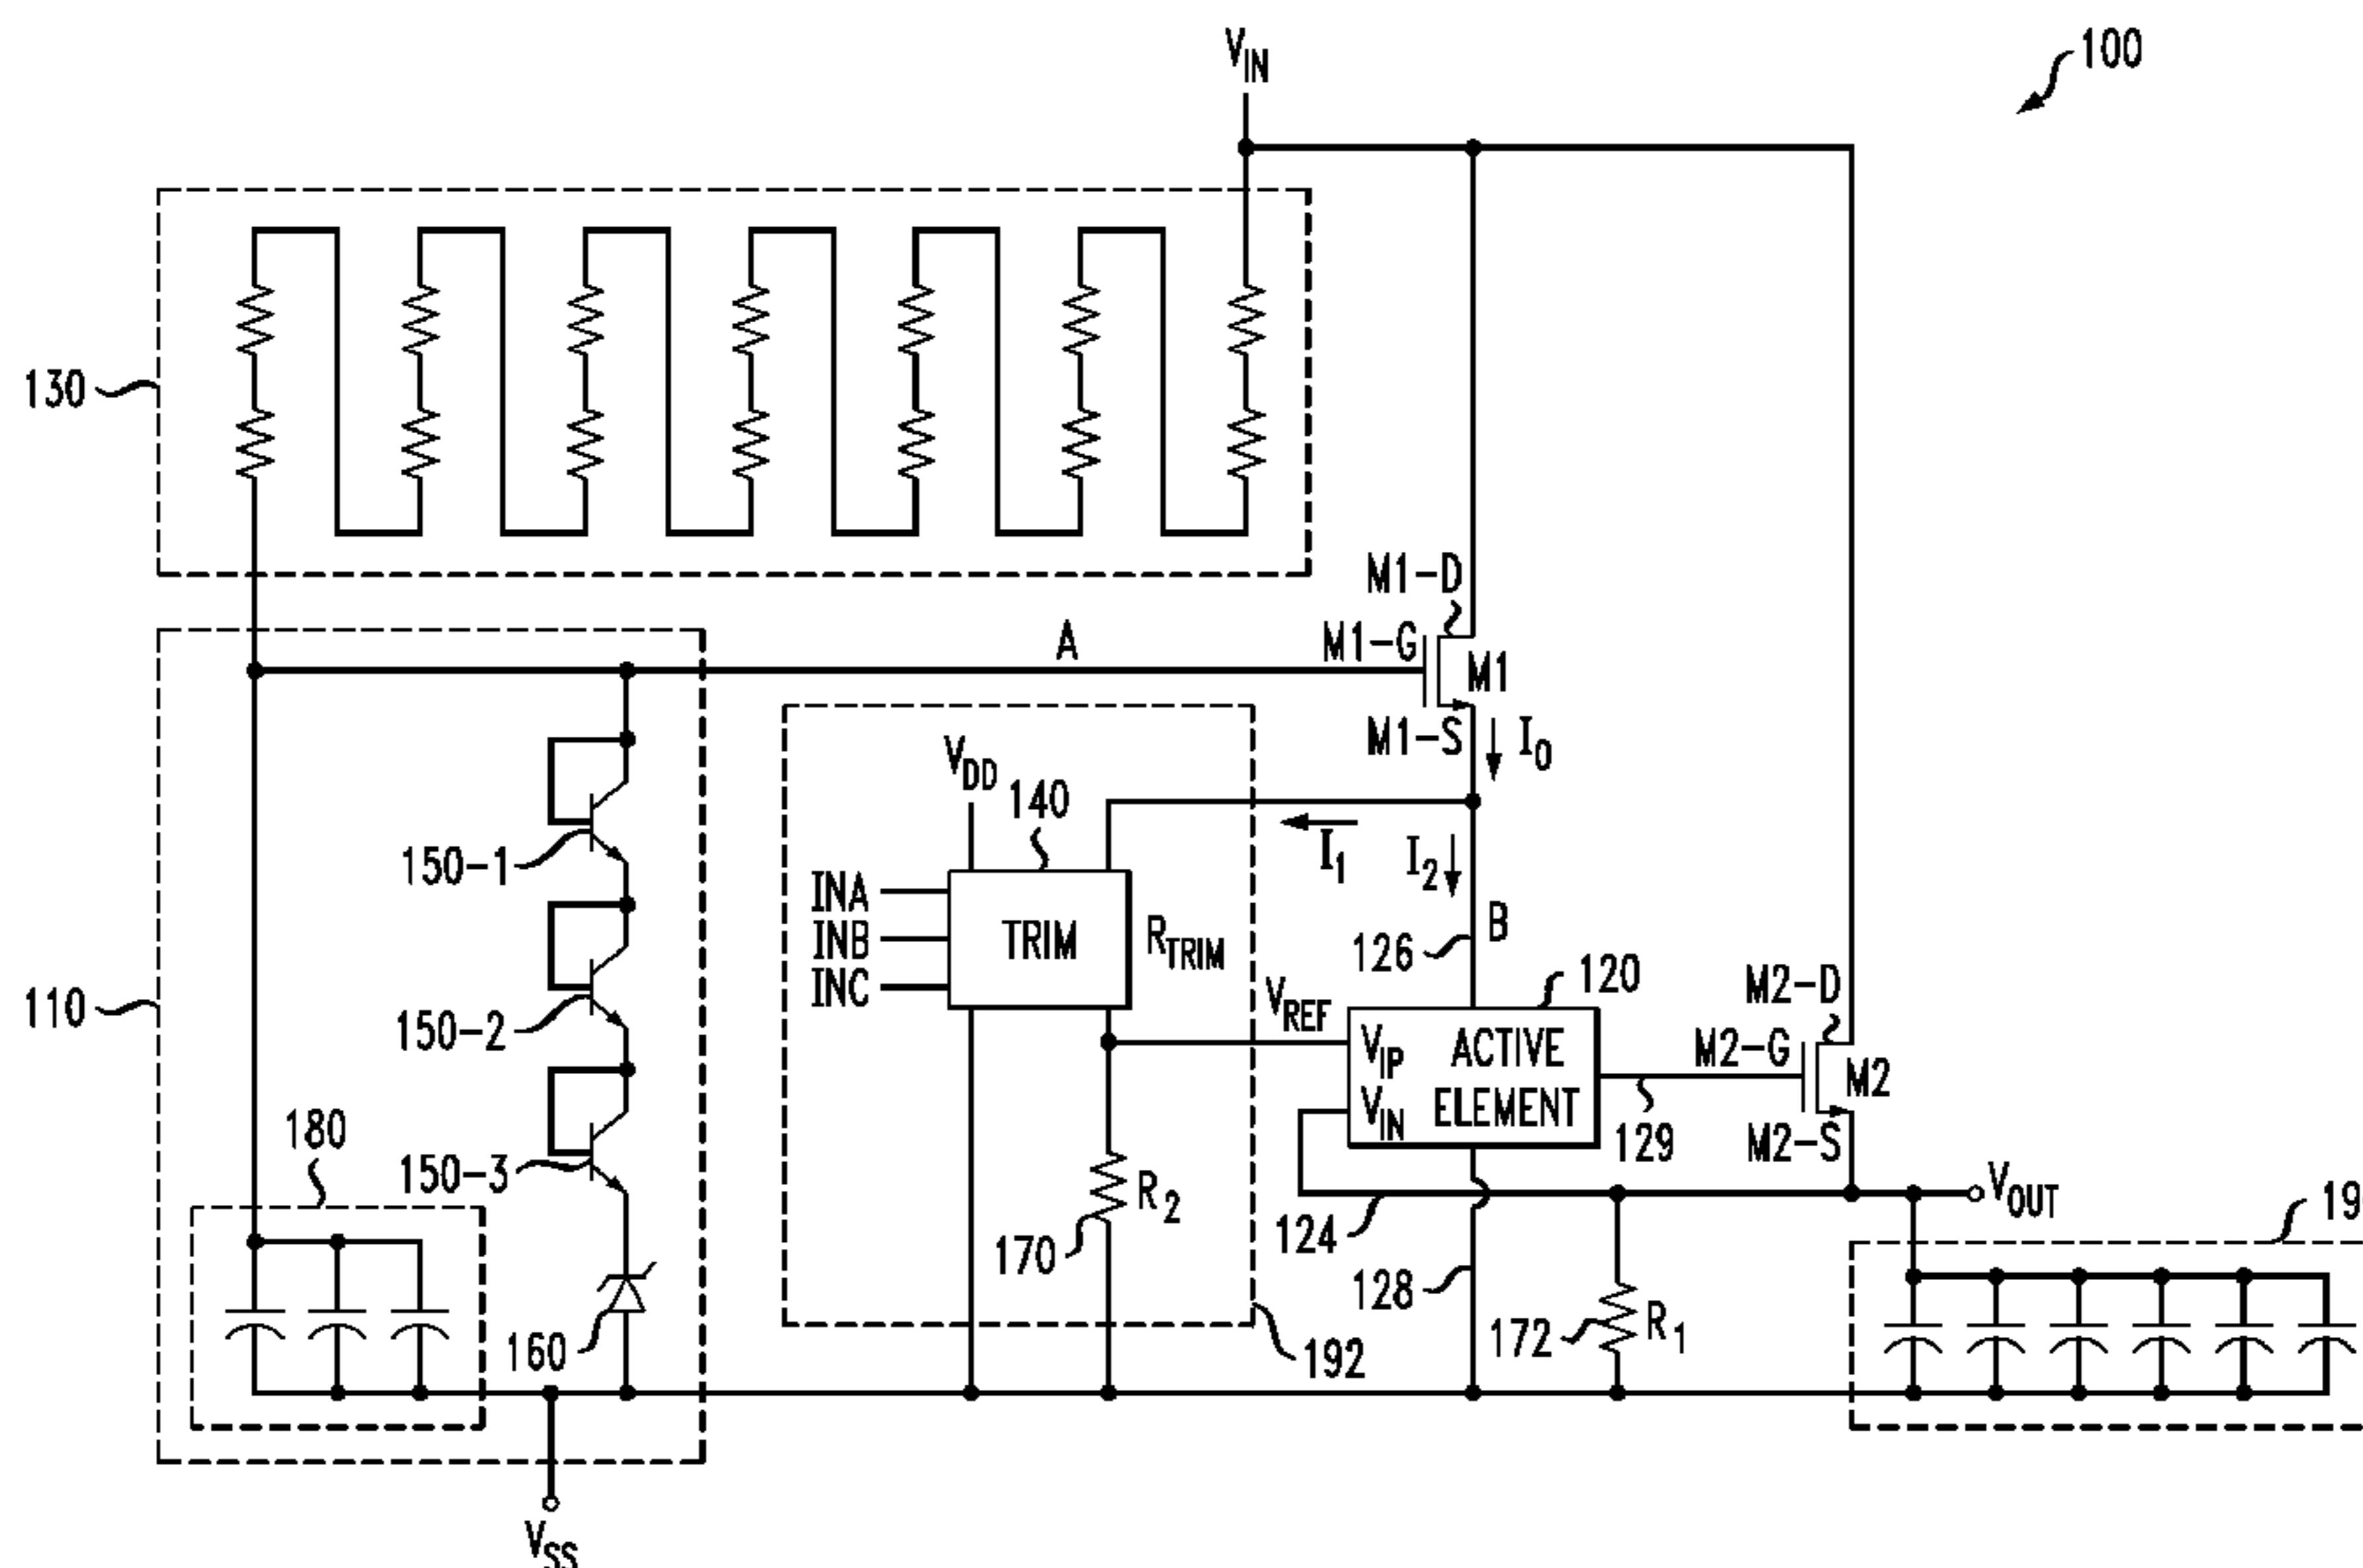 V_IN
100
130
M1-D
A
M1-G
M1
M1-S
I_0
V_DD
140
I_1
I_2
150-1
INA
INB
INC
TRIM
R_TRIM
B
126
120
110
150-2
V_REF
V_IP
ACTIVE
V_IN
ELEMENT
M2-D
M2-G
M2
129
M2-S
180
150-3
R_2
170
124
V_OUT
19
128
160
192
172
R_1
V_SS